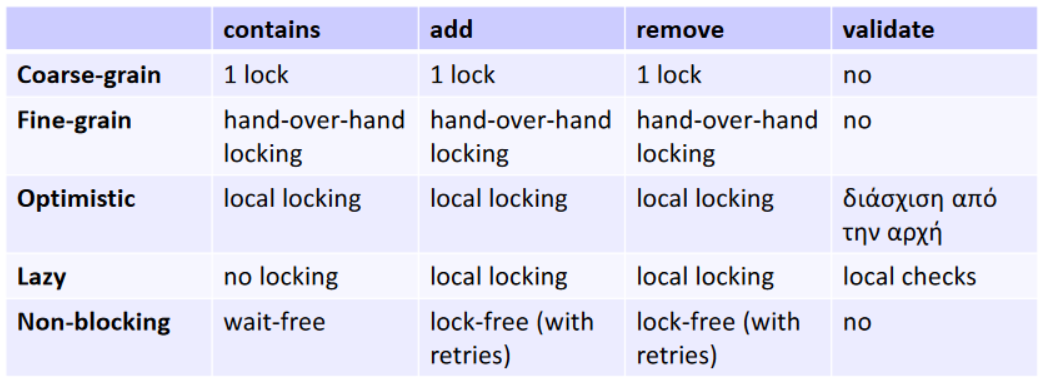 contains add remove validate
Coarse-grain 1 lock 1 lock 1 lock no
Fine-grain hand-over-hand hand-over-hand hand-over-hand no
locking locking locking
Optimistic local locking local locking local locking διάσχιση από
την αρχή
Lazy no locking local locking local locking local checks
Non-blocking wait-free lock-free (with lock-free (with no
retries) retries)